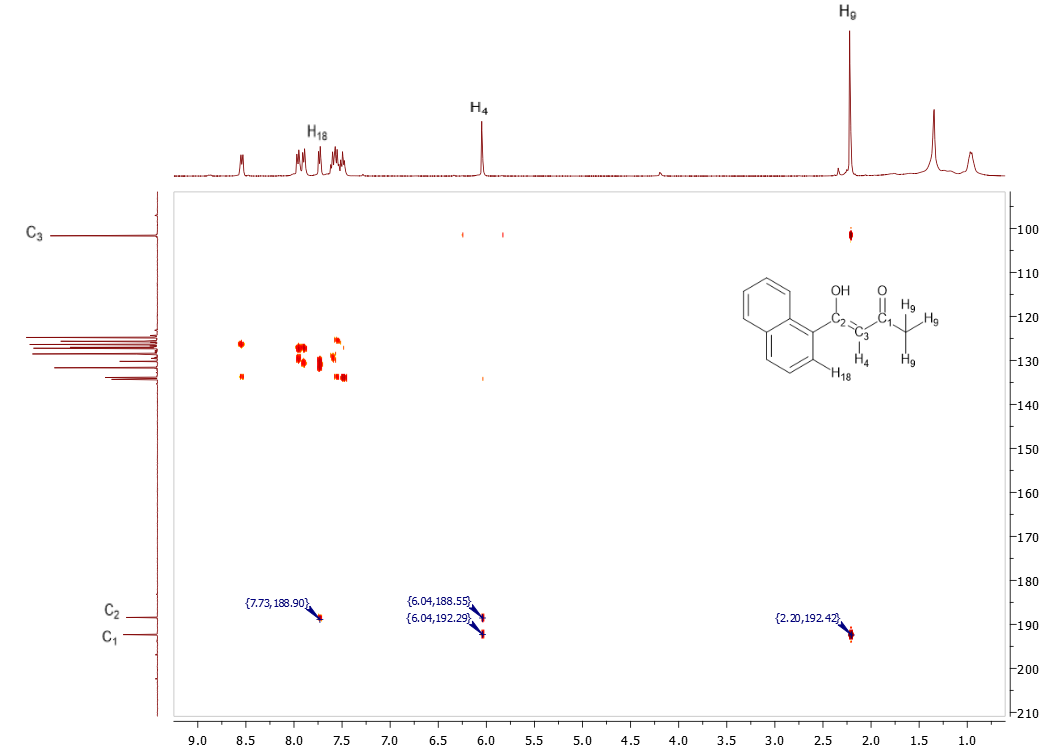 H₉
H₄
H₁₈
C₃
100
110
120
130
140
150
160
170
180
190
200
210
OH
O
C₂
C₁
C₃
H₉
H₉
H₉
H₄
H₁₈
{7.73,188.90}
{6.04,188.55}
{6.04,192.29}
{2.20,192.42}
C₂
C₁
9.0 8.5 8.0 7.5 7.0 6.5 6.0 5.5 5.0 4.5 4.0 3.5 3.0 2.5 2.0 1.5 1.0